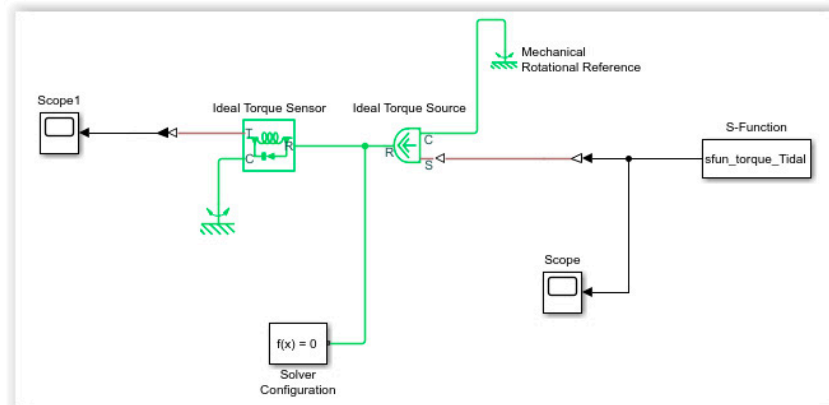 Mechanical
Rotational Reference
Scope1
Ideal Torque Sensor
Ideal Torque Source
S-Function
T
R
C
C
R
S
sfun_torque_Tidal
Scope
f(x) = 0
Solver
Configuration